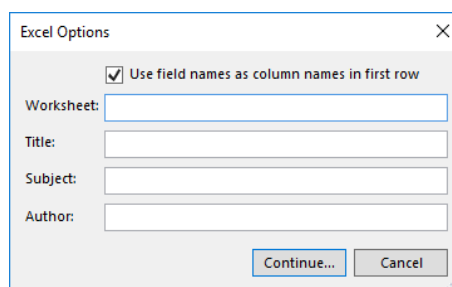 Excel Options
Use field names as column names in first row
Worksheet:
Title:
Subject:
Author:
Continue... Cancel